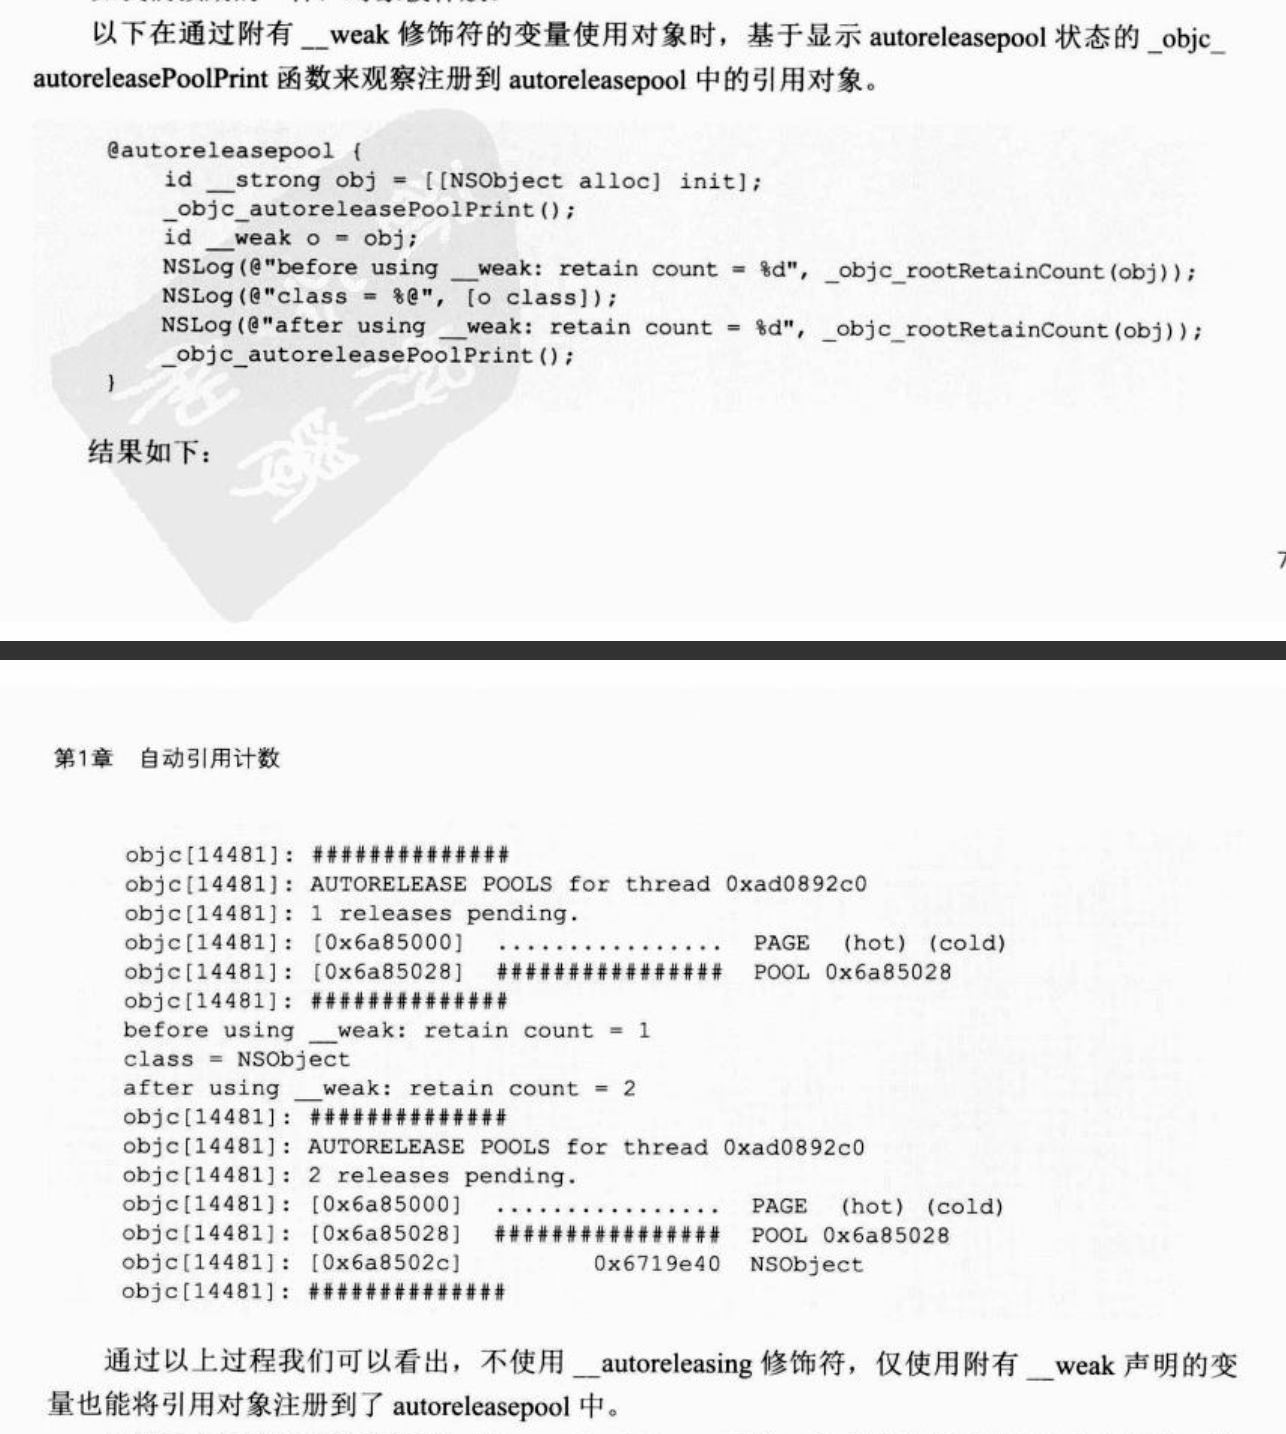 以下在通过附有 __weak 修饰符的变量使用对象时，基于显示 autoreleasepool 状态的 _objc_
autoreleasePoolPrint 函数来观察注册到 autoreleasepool 中的引用对象。
@autoreleasepool {
id __strong obj = [[NSObject alloc] init];
_objc_autoreleasePoolPrint();
id __weak o = obj;
NSLog(@"before using __weak: retain count = %d", _objc_rootRetainCount(obj));
NSLog(@"class = %@", [o class]);
NSLog(@"after using __weak: retain count = %d", _objc_rootRetainCount(obj));
_objc_autoreleasePoolPrint();
}
结果如下：
第1章 自动引用计数
objc[14481]: ##############
objc[14481]: AUTORELEASE POOLS for thread 0xad0892c0
objc[14481]: 1 releases pending.
objc[14481]: [0x6a85000] ................ PAGE (hot) (cold)
objc[14481]: [0x6a85028] ################ POOL 0x6a85028
objc[14481]: ##############
before using __weak: retain count = 1
class = NSObject
after using __weak: retain count = 2
objc[14481]: ##############
objc[14481]: AUTORELEASE POOLS for thread 0xad0892c0
objc[14481]: 2 releases pending.
objc[14481]: [0x6a85000] ................ PAGE (hot) (cold)
objc[14481]: [0x6a85028] ################ POOL 0x6a85028
objc[14481]: [0x6a8502c] 0x6719e40 NSObject
objc[14481]: ##############
通过以上过程我们可以看出，不使用 __autoreleasing 修饰符，仅使用附有 __weak 声明的变
量也能将引用对象注册到了 autoreleasepool 中。